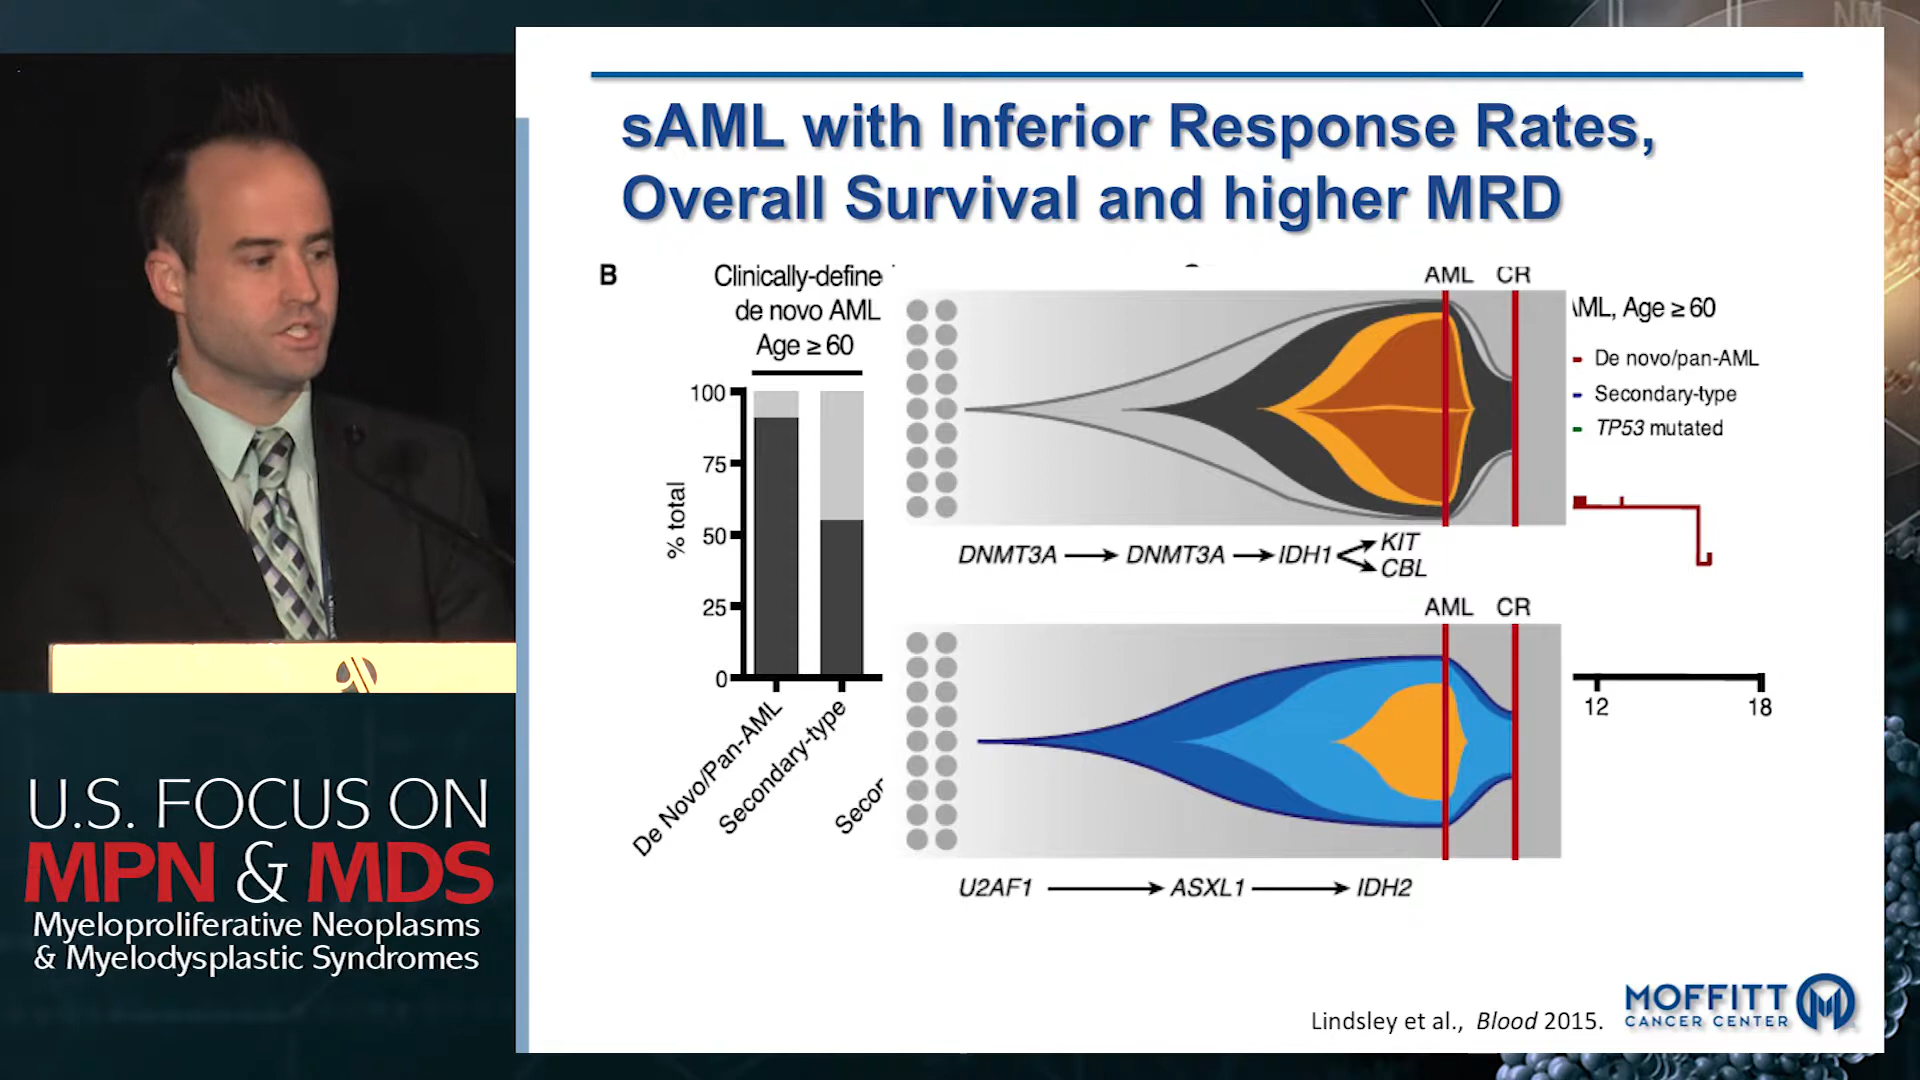 sAML with Inferior Response Rates,
Overall Survival and higher MRD
B
Clinically-define
de novo AML
Age ≥ 60
100
75
50
25
0
% total
De Novo/Pan-AML
Secondary-type
Secor
AML CR
DNMT3A → DNMT3A → IDH1
KIT
CBL
AML CR
U2AF1 → ASXL1 → IDH2
AML, Age ≥ 60
De novo/pan-AML
Secondary-type
TP53 mutated
12 18
Lindsley et al., Blood 2015.
MOFFITT
CANCER CENTER
U.S. FOCUS ON
MPN & MDS
Myeloproliferative Neoplasms
& Myelodysplastic Syndromes
NM